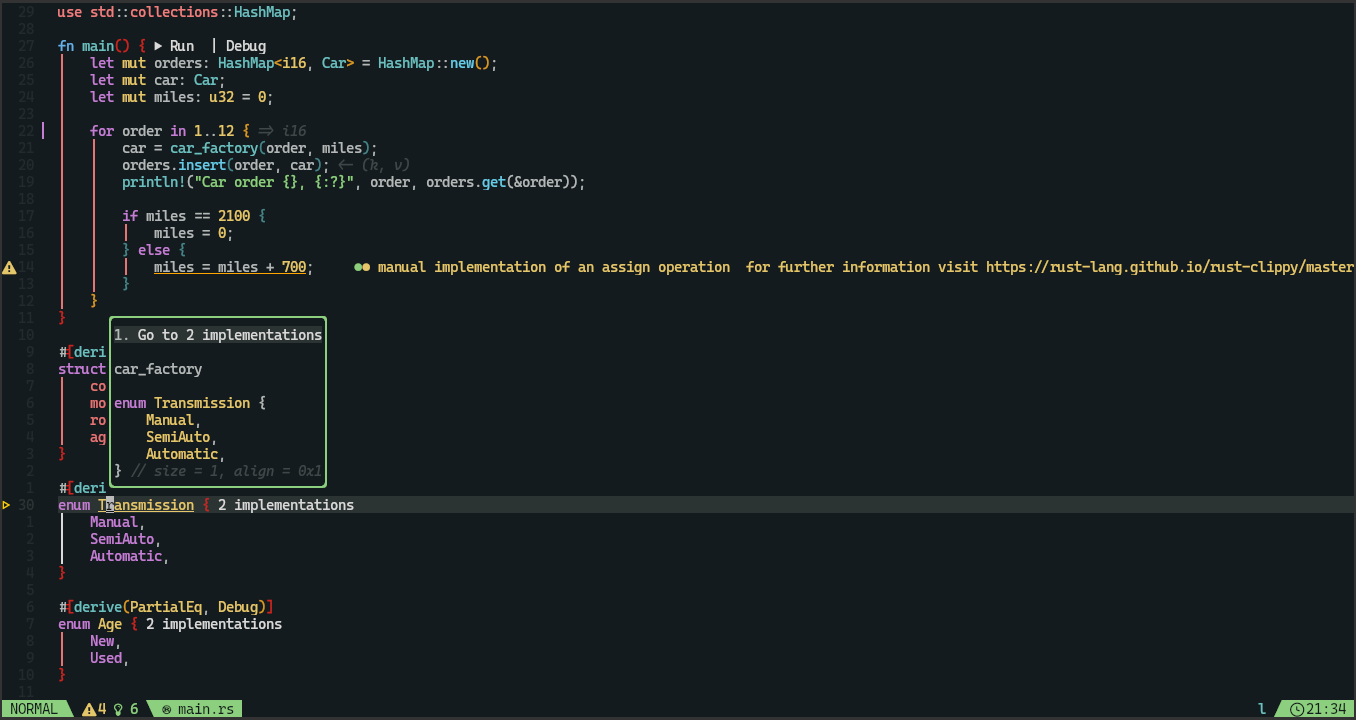 29 use std::collections::HashMap;
28
27 fn main() { ▶ Run | Debug
26 let mut orders: HashMap<i16, Car> = HashMap::new();
25 let mut car: Car;
24 let mut miles: u32 = 0;
23
22 for order in 1..12 { => i16
21 car = car_factory(order, miles);
20 orders.insert(order, car); <- (k, v)
19 println!("Car order {}, {:?}", order, orders.get(&order));
18
17 if miles == 2100 {
16 miles = 0;
15 } else {
14 miles = miles + 700; ●● manual implementation of an assign operation for further information visit https://rust-lang.github.io/rust-clippy/master
13 }
12 }
11 }
10
1. Go to 2 implementations
9 #[deri
8 struct
car_factory
7 co
6 mo
enum Transmission {
5 ro
Manual,
4 ag
SemiAuto,
3 }
Automatic,
2
} // size = 1, align = 0x1
1 #[deri
30 enum Transmission { 2 implementations
1 Manual,
2 SemiAuto,
3 Automatic,
4 }
5
6 #[derive(PartialEq, Debug)]
7 enum Age { 2 implementations
8 New,
9 Used,
10 }
11
NORMAL 4 6 main.rs l 21:34